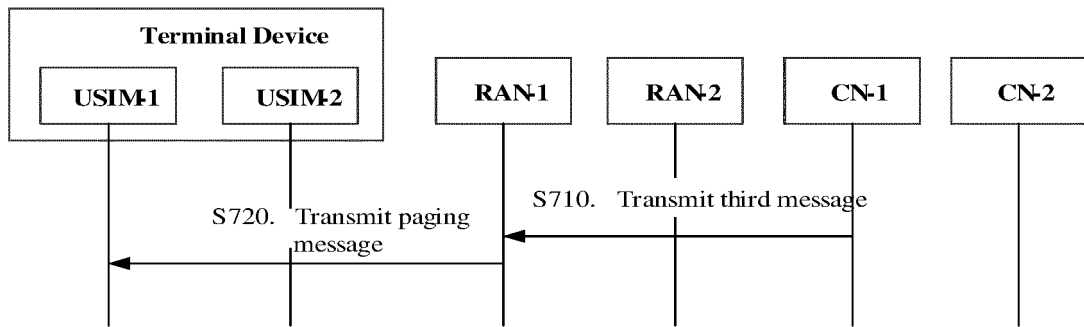 Terminal Device
USIM-1
USIM-2
RAN-1
RAN-2
CN-1
CN-2
S710. Transmit third message
S720. Transmit paging
message